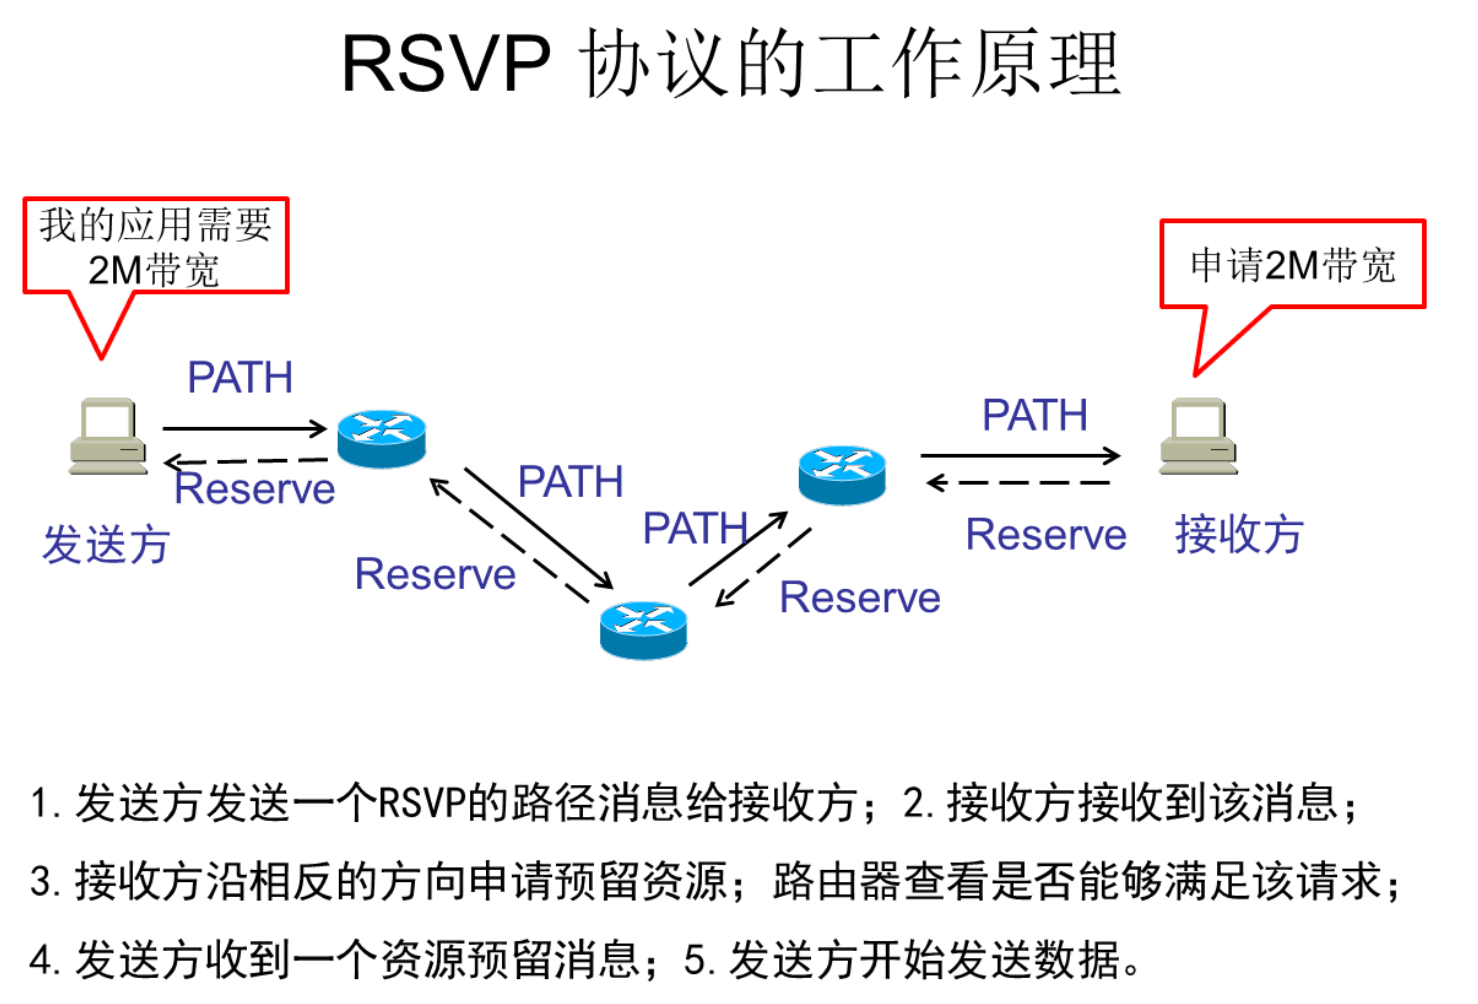 RSVP 协议的工作原理
我的应用需要
2M带宽
申请2M带宽
PATH
PATH
Reserve
PATH
PATH
Reserve
发送方
接收方
Reserve
Reserve
1.发送方发送一个RSVP的路径消息给接收方；2.接收方接收到该消息；
3.接收方沿相反的方向申请预留资源；路由器查看是否能够满足该请求；
4.发送方收到一个资源预留消息；5.发送方开始发送数据。